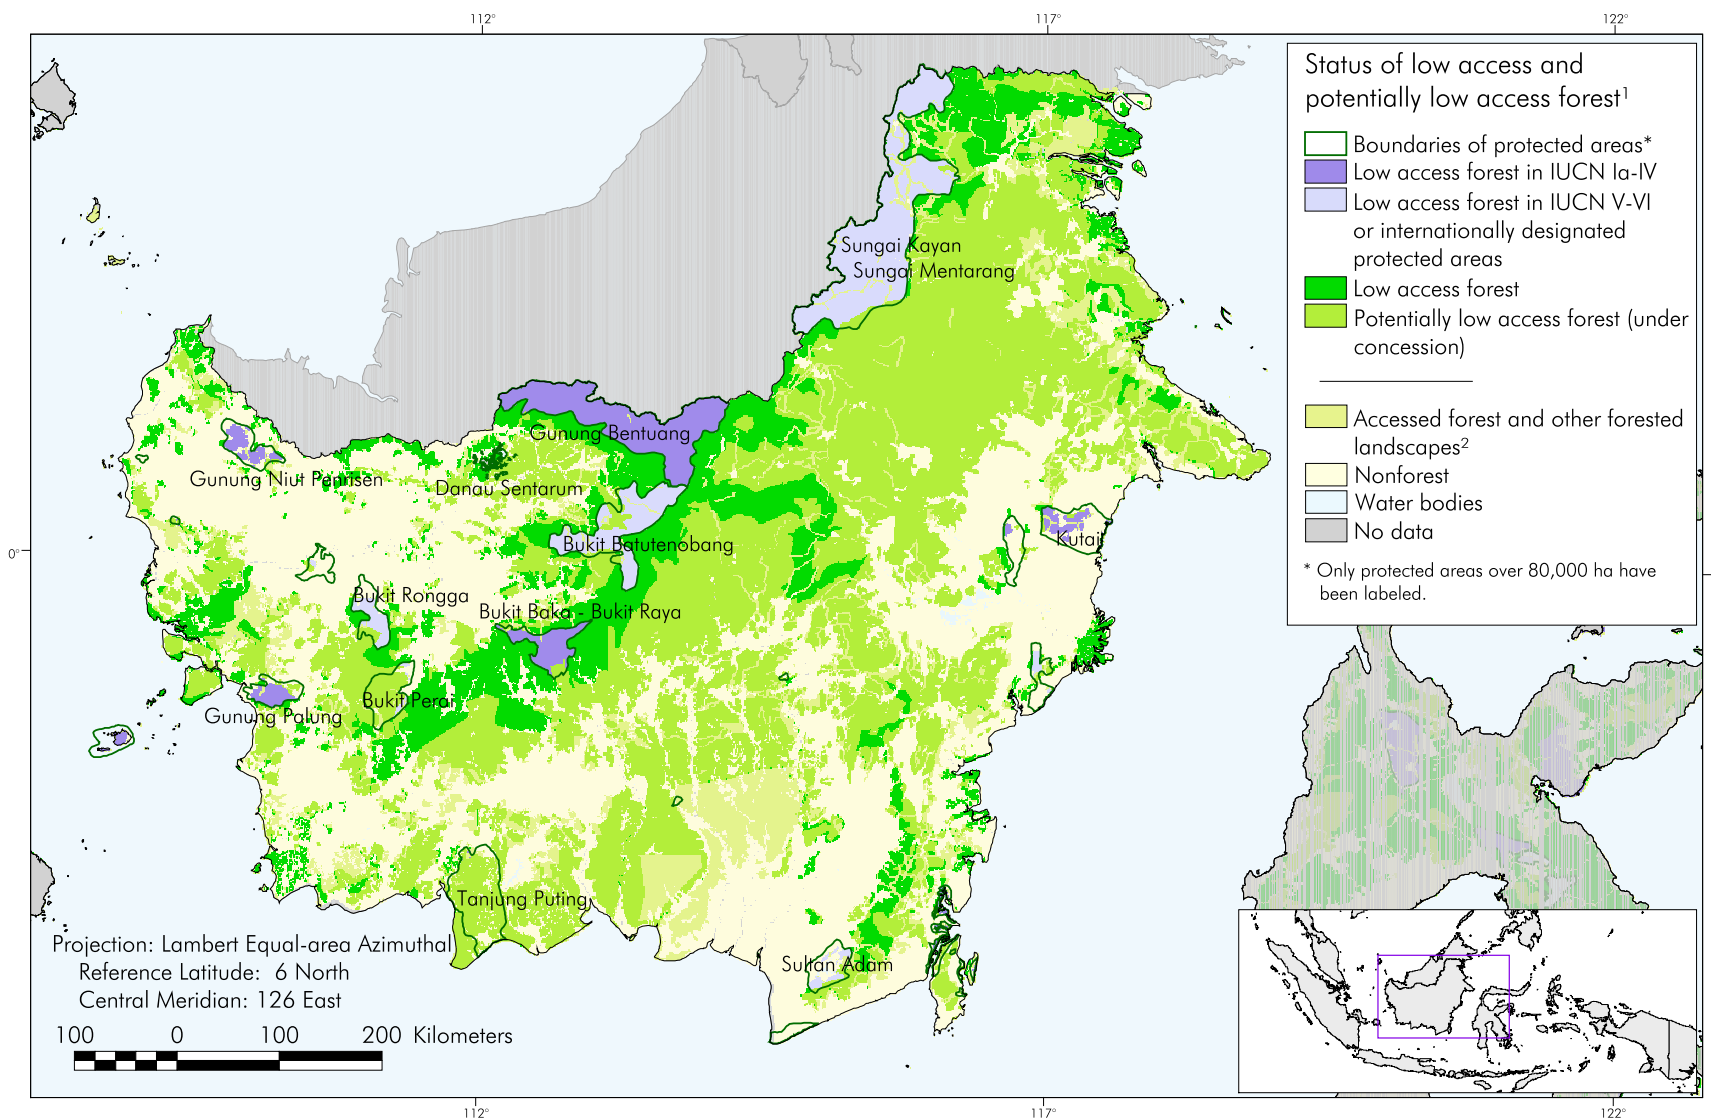 112°
117°
122°
Status of low access and
potentially low access forest¹
Boundaries of protected areas*
Low access forest in IUCN Ia-IV
Low access forest in IUCN V-VI
or internationally designated
protected areas
Low access forest
Potentially low access forest (under
concession)
Accessed forest and other forested
landscapes²
Nonforest
Water bodies
No data
* Only protected areas over 80,000 ha have
been labeled.
Sungai Kayan
Sungai Mentarang
Gunung Bentuang
Gunung Niut Penrisen
Danau Sentarum
Bukit Batutenobang
Kutai
0°
Bukit Rongga
Bukit Baka - Bukit Raya
Bukit Perai
Gunung Palung
Tanjung Puting
Sultan Adam
Projection: Lambert Equal-area Azimuthal
Reference Latitude: 6 North
Central Meridian: 126 East
100 0 100 200 Kilometers
112°
117°
122°